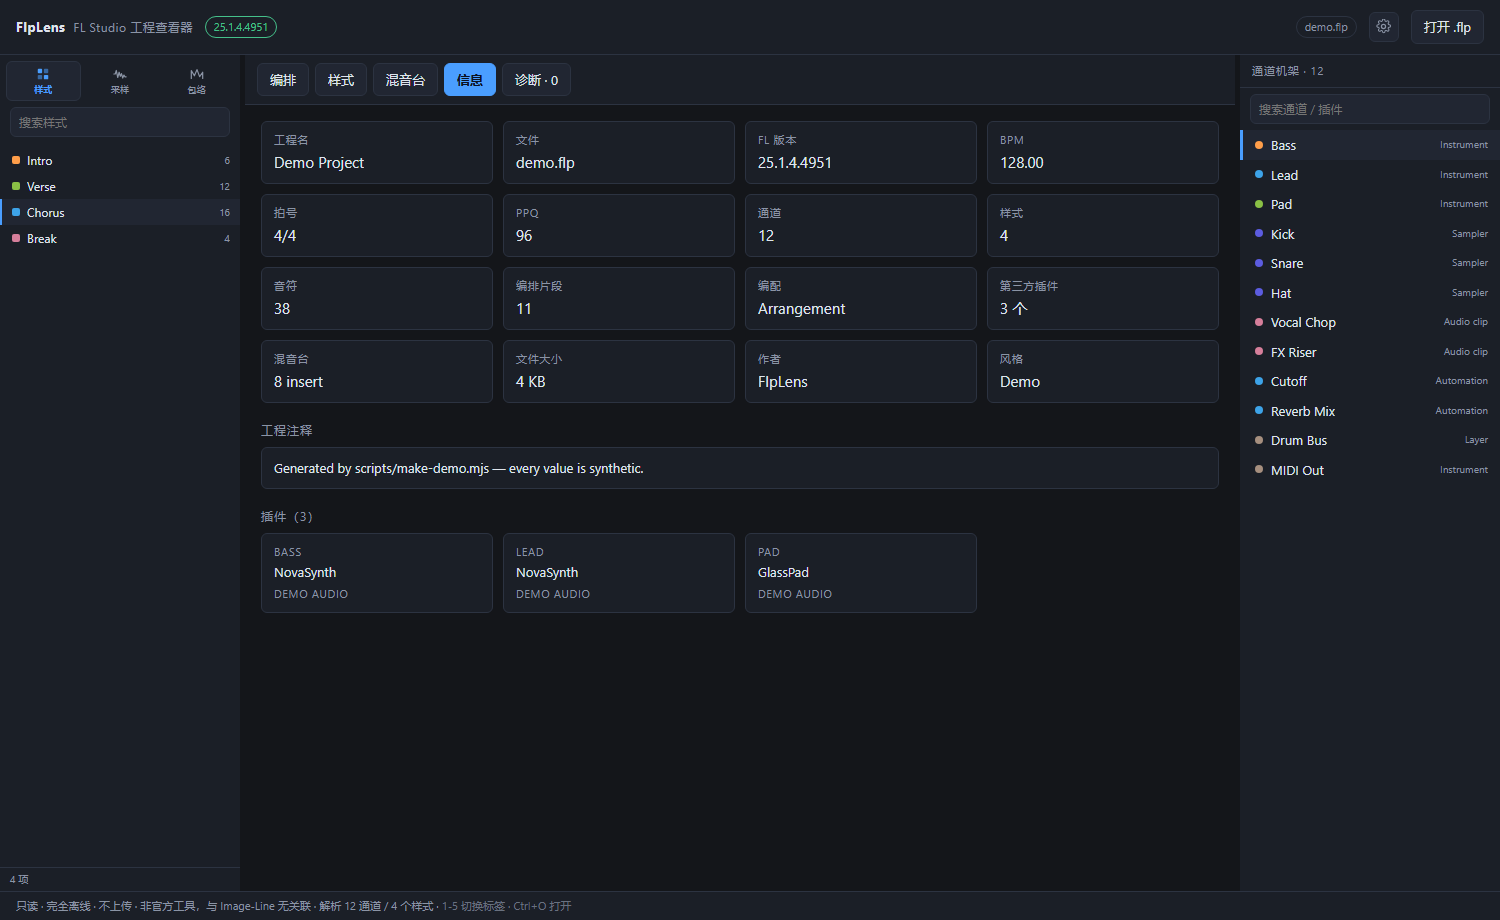 FlpLens FL Studio 工程查看器 25.1.4.4951 demo.flp 打开 .flp
样式 采样 包络
搜索样式
Intro 6
Verse 12
Chorus 16
Break 4
4 项
编排 样式 混音台 信息 诊断 · 0
工程名 文件 FL 版本 BPM
Demo Project demo.flp 25.1.4.4951 128.00
拍号 PPQ 通道 样式
4/4 96 12 4
音符 编排片段 编配 第三方插件
38 11 Arrangement 3 个
混音台 文件大小 作者 风格
8 insert 4 KB FlpLens Demo
工程注释
Generated by scripts/make-demo.mjs — every value is synthetic.
插件（3）
BASS LEAD PAD
NovaSynth NovaSynth GlassPad
DEMO AUDIO DEMO AUDIO DEMO AUDIO
通道机架 · 12
搜索通道 / 插件
Bass Instrument
Lead Instrument
Pad Instrument
Kick Sampler
Snare Sampler
Hat Sampler
Vocal Chop Audio clip
FX Riser Audio clip
Cutoff Automation
Reverb Mix Automation
Drum Bus Layer
MIDI Out Instrument
只读 · 完全离线 · 不上传 · 非官方工具，与 Image-Line 无关联 · 解析 12 通道 / 4 个样式 · 1-5 切换标签 · Ctrl+O 打开